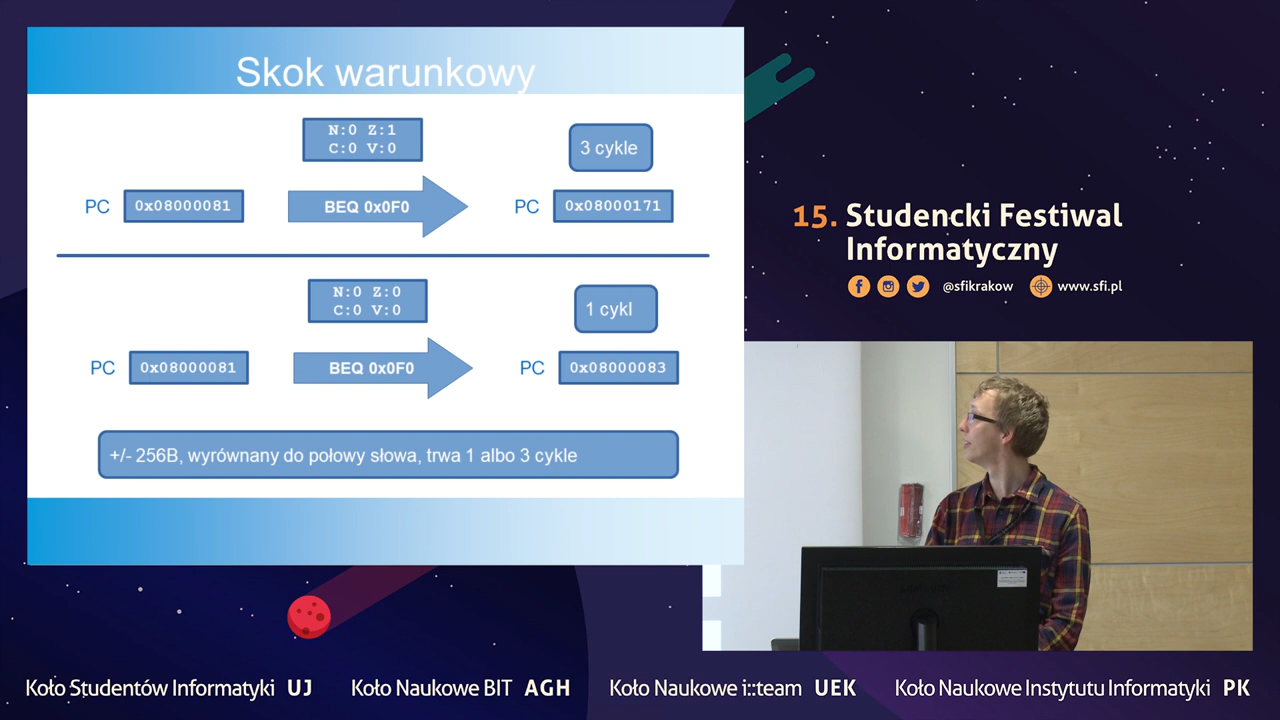 Skok warunkowy
N:0 Z:1
C:0 V:0
3 cykle
PC
0x08000081
BEQ 0x0F0
PC
0x08000171
N:0 Z:0
C:0 V:0
1 cykl
PC
0x08000081
BEQ 0x0F0
PC
0x08000083
+/- 256B, wyrównany do połowy słowa, trwa 1 albo 3 cykle
15. Studencki Festiwal
Informatyczny
@sfikrakow
www.sfi.pl
SAMSUNG
Koło Studentów Informatyki UJ
Koło Naukowe BIT AGH
Koło Naukowe i::team UEK
Koło Naukowe Instytutu Informatyki PK